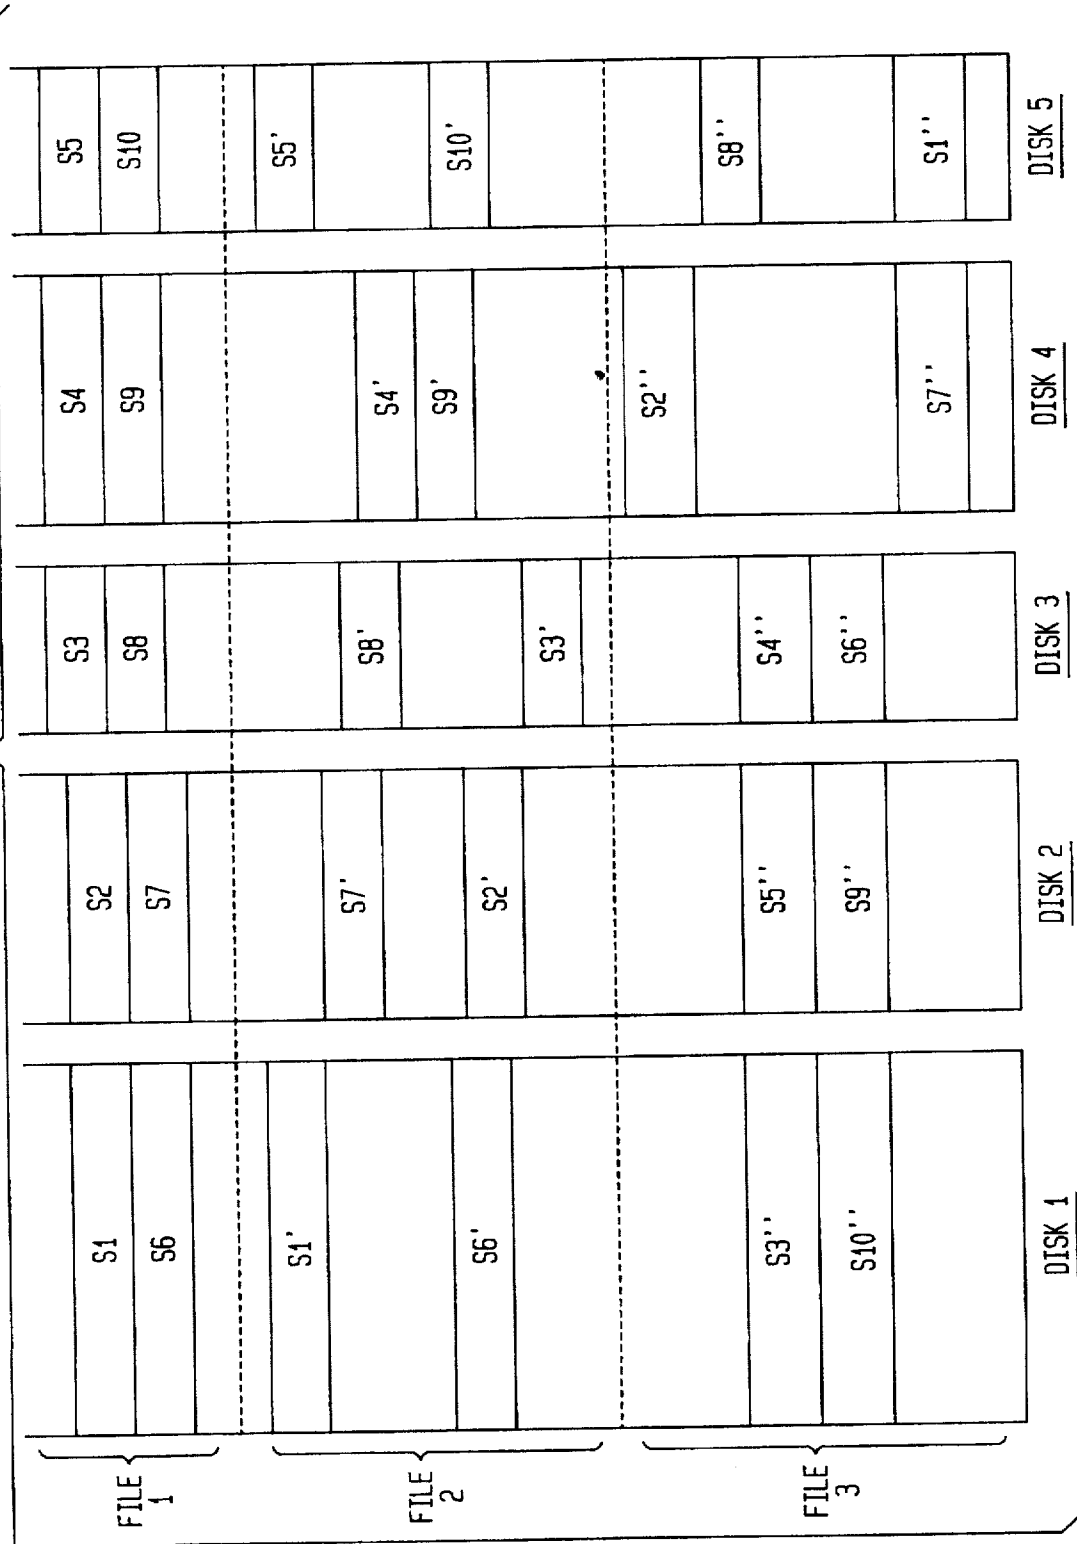 FILE
1
S1 S2 S3 S4 S5
S6 S7 S8 S9 S10
FILE
2
S1' S5'
S7' S8' S4'
S9' S10'
S6' S2'
S3'
FILE
3
S2''
S8''
S3'' S5'' S4''
S10'' S9'' S6''
S7'' S1''
DISK 1 DISK 2 DISK 3 DISK 4 DISK 5